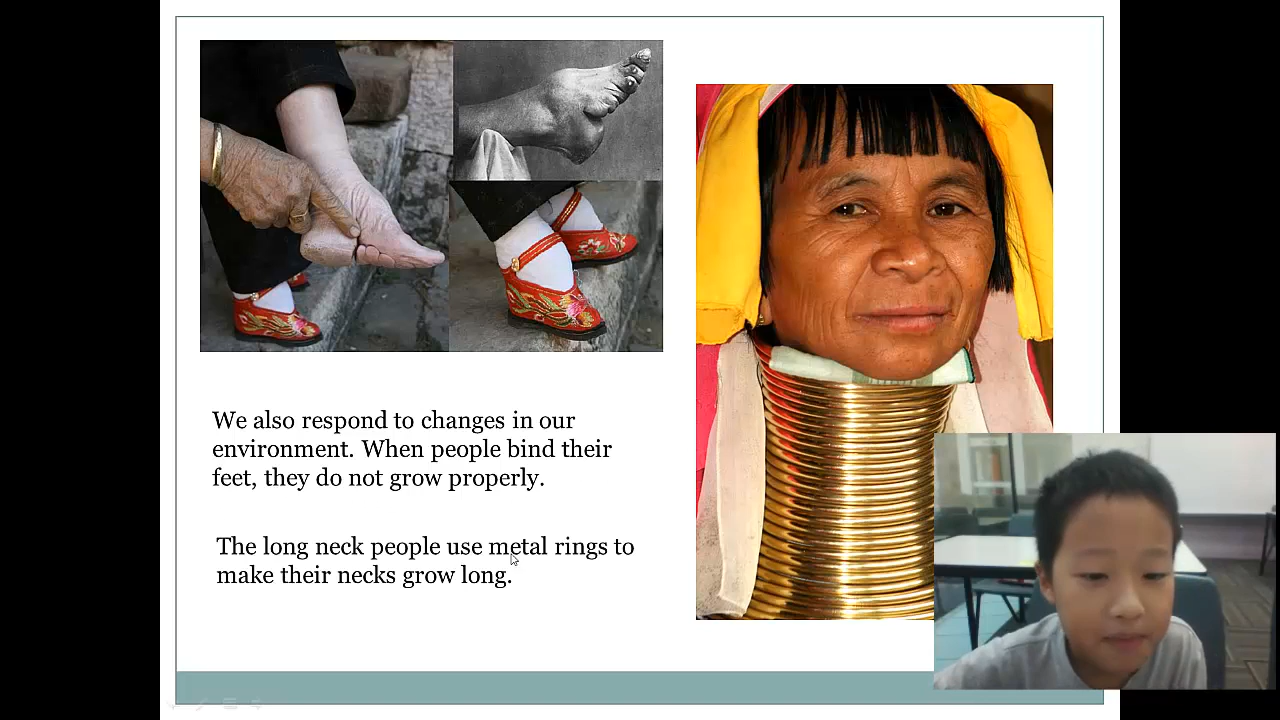 We also respond to changes in our
environment. When people bind their
feet, they do not grow properly.
The long neck people use metal rings to
make their necks grow long.